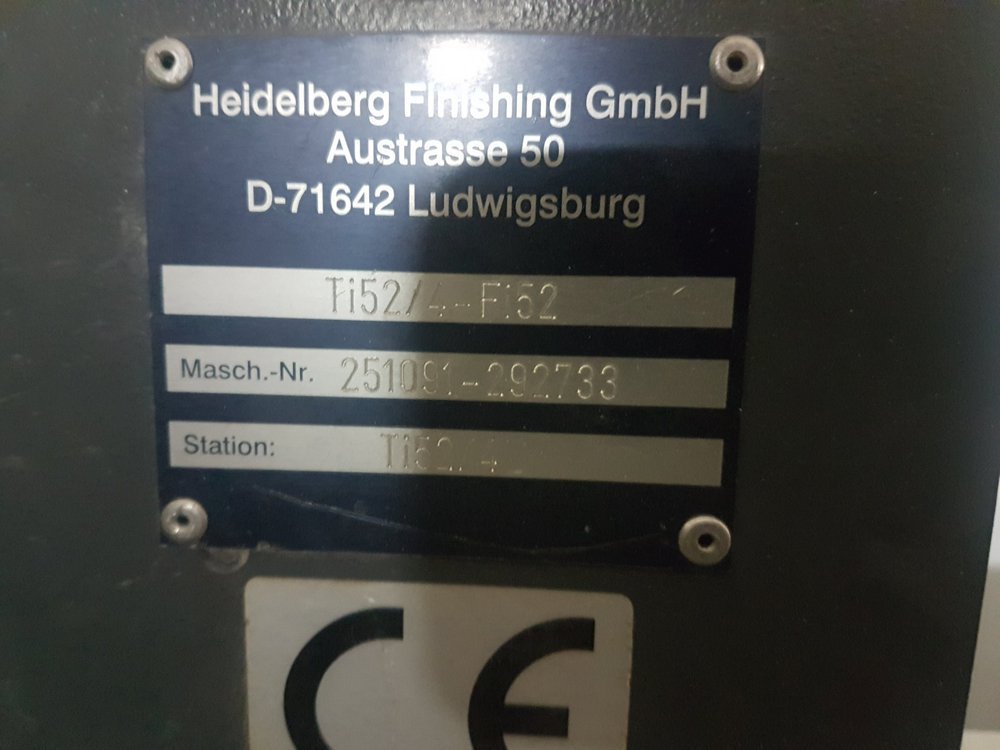 Heidelberg Finishing GmbH
Austrasse 50
D-71642 Ludwigsburg
Ti52/4-Fi52
Masch.-Nr. 251091-292733
Station:
CE